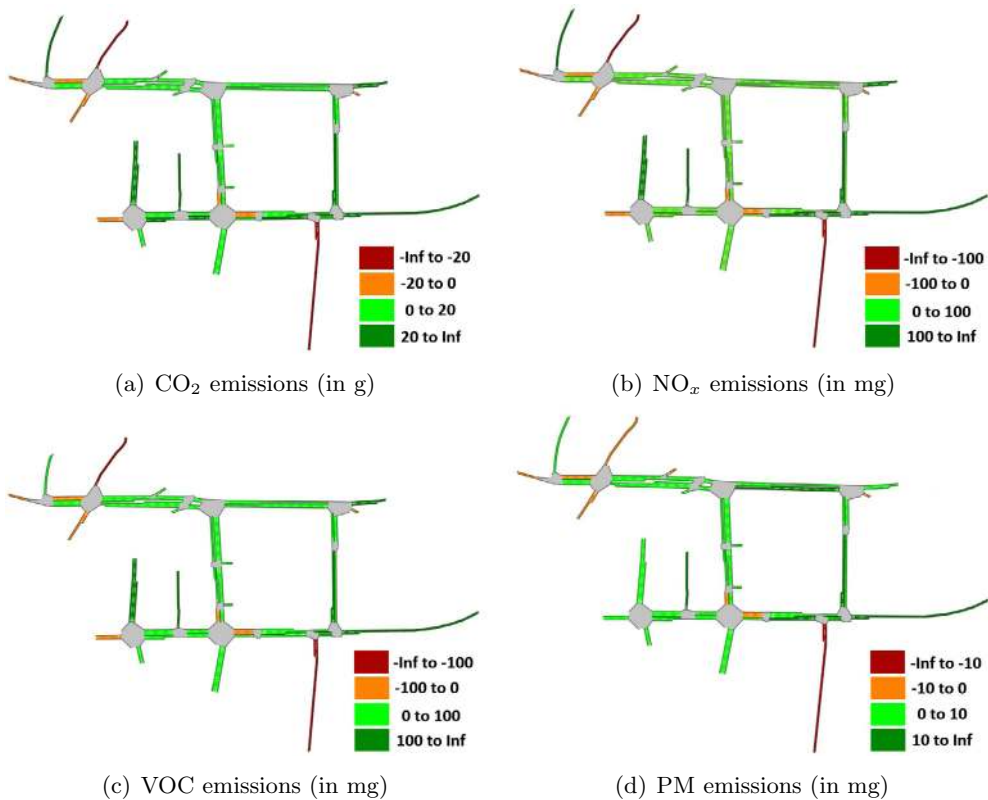 -Inf to -20
-20 to 0
0 to 20
20 to Inf
(a) CO₂ emissions (in g)
-Inf to -100
-100 to 0
0 to 100
100 to Inf
(b) NOₓ emissions (in mg)
-Inf to -100
-100 to 0
0 to 100
100 to Inf
(c) VOC emissions (in mg)
-Inf to -10
-10 to 0
0 to 10
10 to Inf
(d) PM emissions (in mg)